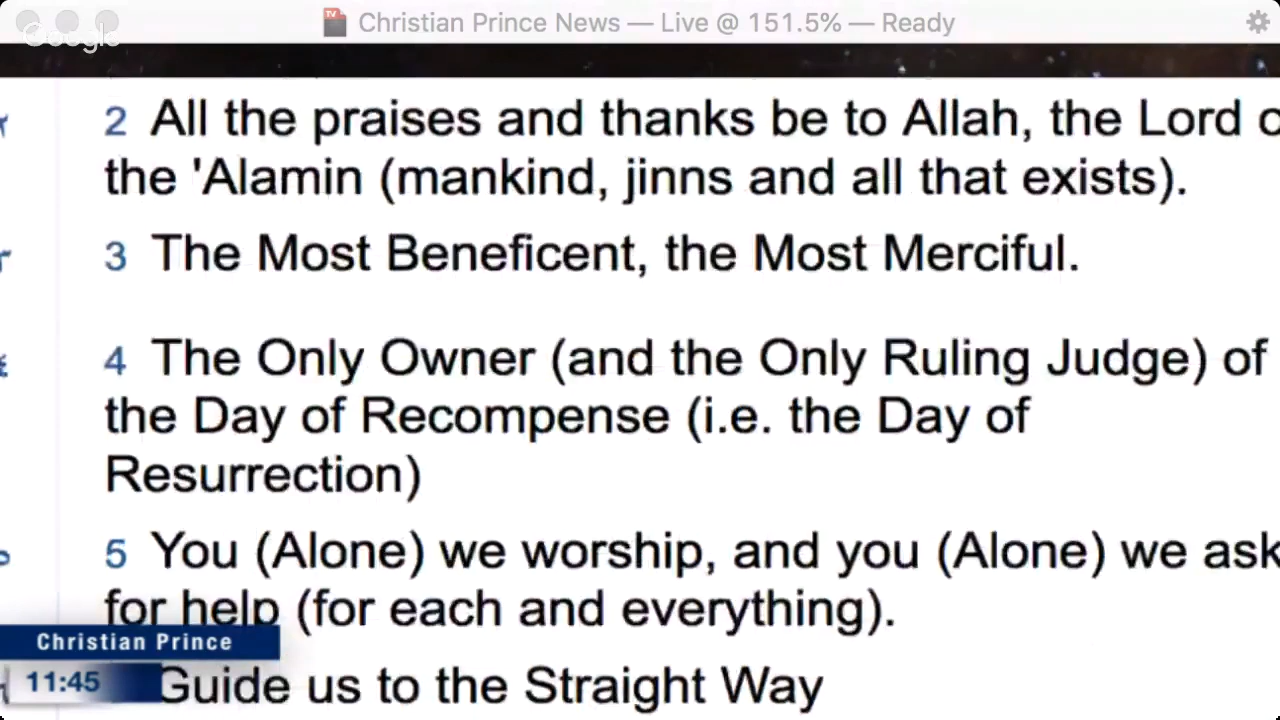 Christian Prince News — Live @ 151.5% — Ready
Google
2 All the praises and thanks be to Allah, the Lord
the 'Alamin (mankind, jinns and all that exists).
3 The Most Beneficent, the Most Merciful.
4 The Only Owner (and the Only Ruling Judge) of
the Day of Recompense (i.e. the Day of
Resurrection)
5 You (Alone) we worship, and you (Alone) we ask
for help (for each and everything).
Guide us to the Straight Way
Christian Prince
11:45